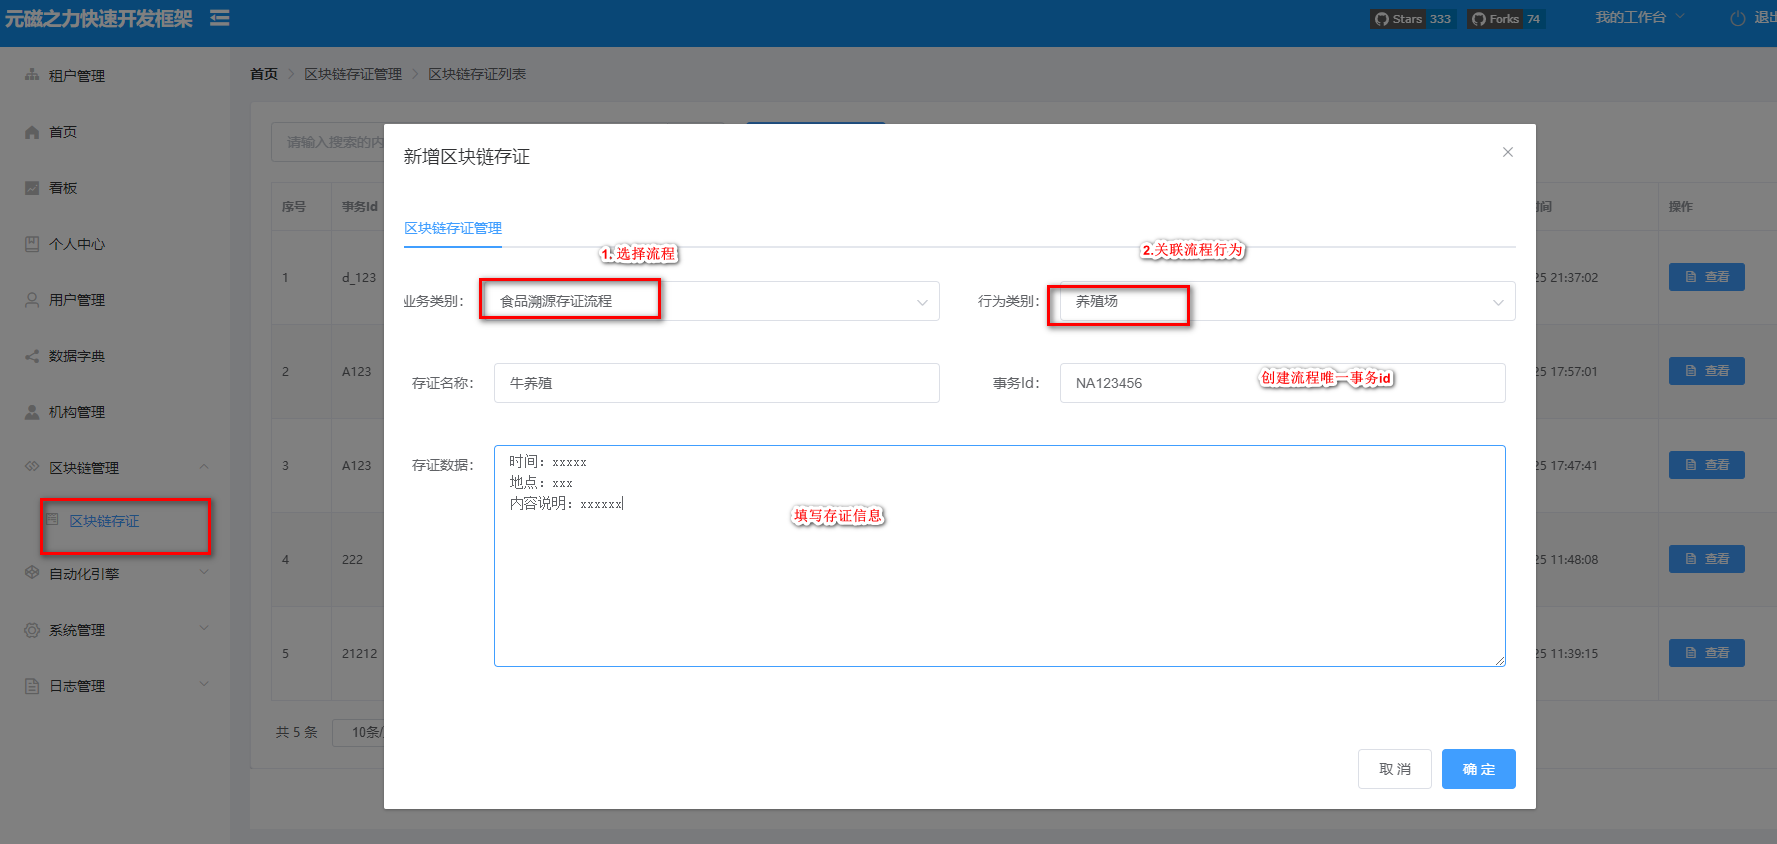 元磁之力快速开发框架
Stars 333
Forks 74
我的工作台
退出
租户管理
首页
看板
个人中心
用户管理
数据字典
机构管理
区块链管理
区块链存证
自动化引擎
系统管理
日志管理
首页 > 区块链存证管理 > 区块链存证列表
请输入搜索的内
序号 事务Id 时间 操作
1 d_123 25 21:37:02 查看
2 A123 25 17:57:01 查看
3 A123 25 17:47:41 查看
4 222 25 11:48:08 查看
5 21212 25 11:39:15 查看
共 5 条 10条/
新增区块链存证
区块链存证管理
1. 选择流程
2.关联流程行为
业务类别： 食品溯源存证流程
行为类别： 养殖场
存证名称： 牛养殖
事务Id： NA123456
创建流程唯一事务id
存证数据： 时间：xxxxx
地点：xxx
内容说明：xxxxxx
填写存证信息
取 消
确 定